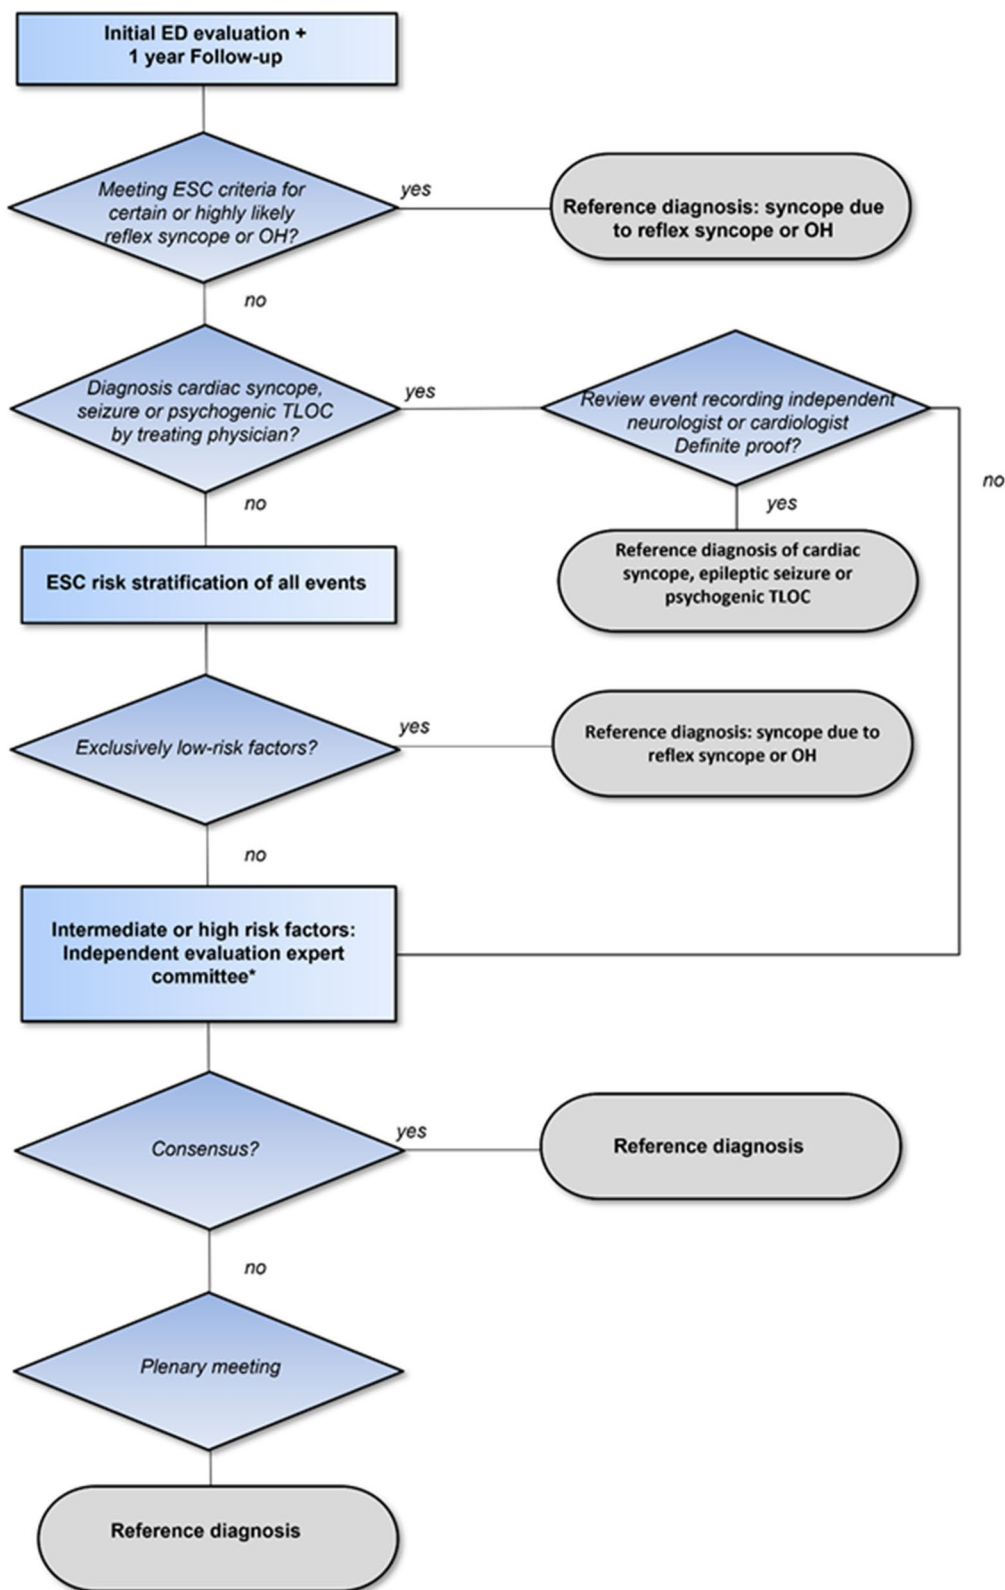 Initial ED evaluation +
1 year Follow-up
Meeting ESC criteria for
certain or highly likely
reflex syncope or OH?
yes
Reference diagnosis: syncope due
to reflex syncope or OH
no
Diagnosis cardiac syncope,
seizure or psychogenic TLOC
by treating physician?
yes
Review event recording independent
neurologist or cardiologist
Definite proof?
no
yes
Reference diagnosis of cardiac
syncope, epileptic seizure or
psychogenic TLOC
no
ESC risk stratification of all events
Exclusively low-risk factors?
yes
Reference diagnosis: syncope due to
reflex syncope or OH
no
Intermediate or high risk factors:
Independent evaluation expert
committee*
Consensus?
yes
Reference diagnosis
no
Plenary meeting
Reference diagnosis